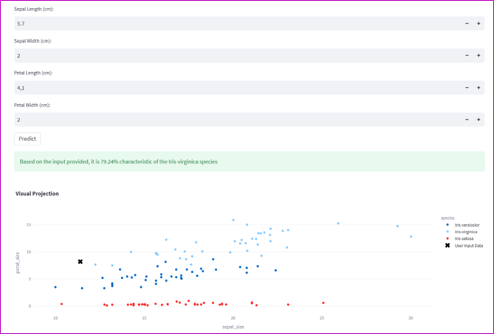 Sepal Length (cm):
5,7
Sepal Width (cm):
2
Petal Length (cm):
4,1
Petal Width (cm):
2
Predict
Based on the input provided, it is 79.24% characteristic of the Iris virginica species
Visual Projection
species
Iris-versicolor
Iris-virginica
Iris-setosa
User Input Data
petal_size
15
10
5
0
10
15
20
25
30
sepal_size